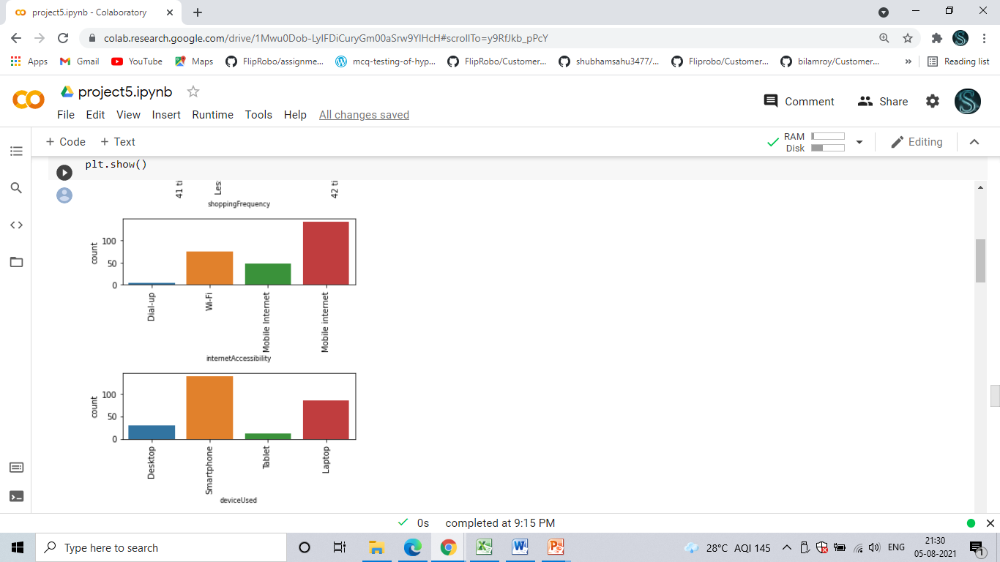 project5.ipynb - Colaboratory
colab.research.google.com/drive/1Mwu0Dob-LyIFDiCuryGm00aSrw9YlHcH#scrollTo=y9RfJkb_pPcY
Apps Gmail YouTube Maps FlipRobo/assignme... mcq-testing-of-hyp... FlipRobo/Customer... shubhamsahu3477/... Fliprobo/Customer... bilamroy/Customer... » Reading list
project5.ipynb
Comment Share
File Edit View Insert Runtime Tools Help All changes saved
+ Code + Text
RAM
Disk
Editing
plt.show()
41 ti
Les
42 ti
shoppingFrequency
count
100
50
0
Dial-up
Wi-Fi
Mobile Internet
Mobile internet
internetAccessibility
count
100
50
0
Desktop
Smartphone
Tablet
Laptop
deviceUsed
0s completed at 9:15 PM
Type here to search
28°C AQI 145
ENG
21:30
05-08-2021
1